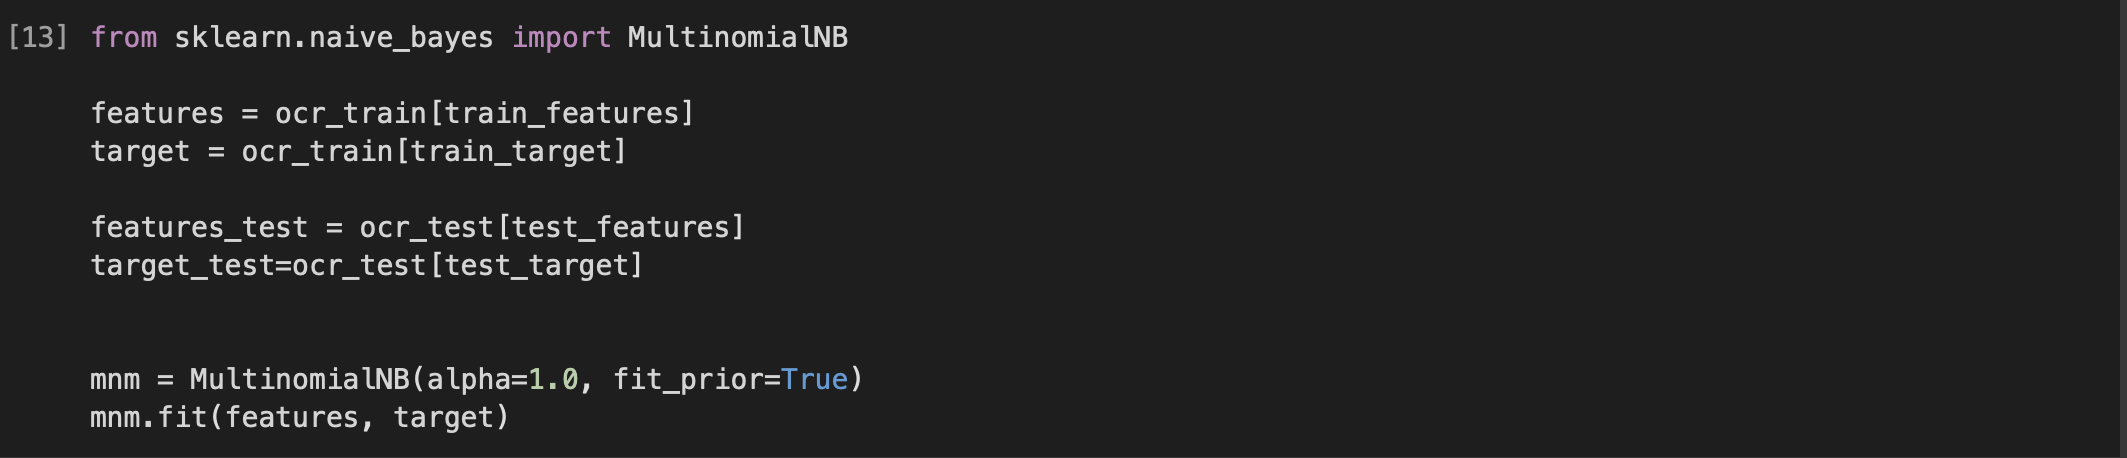 [13] from sklearn.naive_bayes import MultinomialNB
features = ocr_train[train_features]
target = ocr_train[train_target]
features_test = ocr_test[test_features]
target_test=ocr_test[test_target]
mnm = MultinomialNB(alpha=1.0, fit_prior=True)
mnm.fit(features, target)